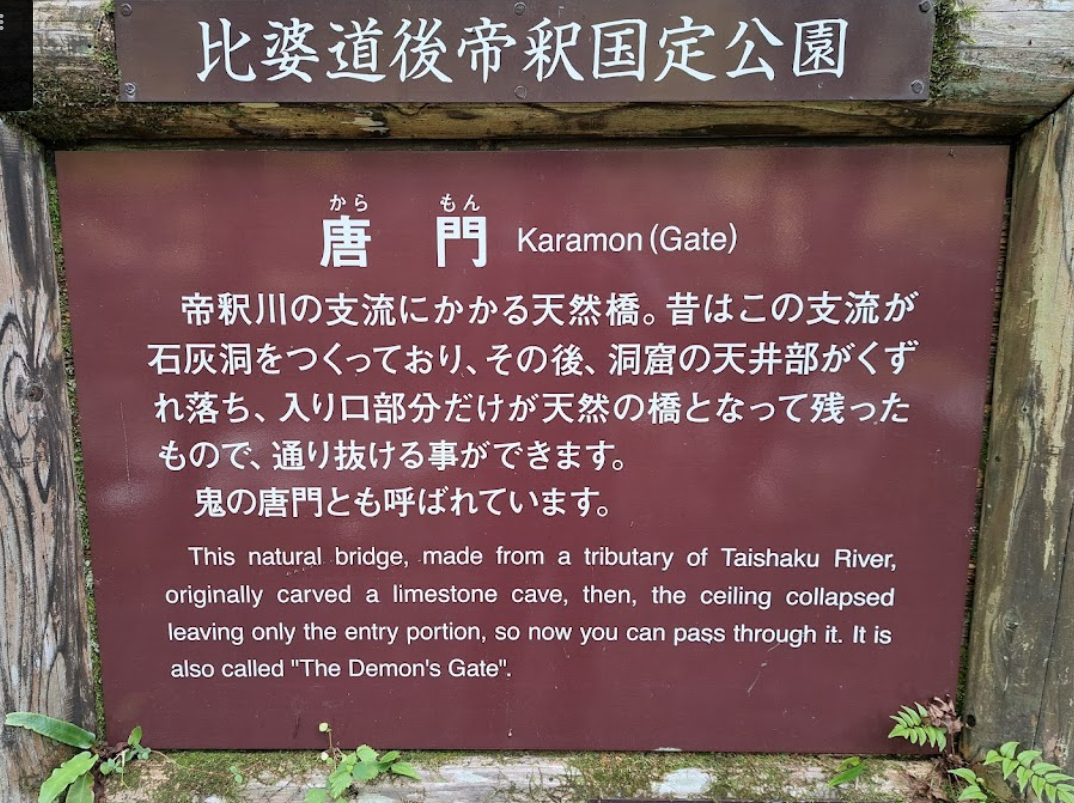 比婆道後帝釈国定公園
から もん
唐 門 Karamon (Gate)
帝釈川の支流にかかる天然橋。昔はこの支流が
石灰洞をつくっており、その後、洞窟の天井部がくず
れ落ち、入り口部分だけが天然の橋となって残った
もので、通り抜ける事ができます。
鬼の唐門とも呼ばれています。
This natural bridge, made from a tributary of Taishaku River,
originally carved a limestone cave, then, the ceiling collapsed
leaving only the entry portion, so now you can pass through it. It is
also called "The Demon's Gate".